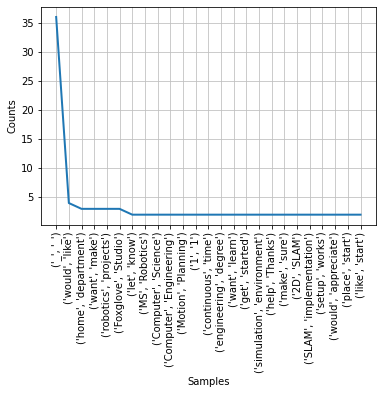 35
30
25
20
15
10
5
Counts
('_', '_')
('would', 'like')
('home', 'department')
('want', 'make')
('robotics', 'projects')
('Foxglove', 'Studio')
('let', 'know')
('MS', 'Robotics')
('Computer', 'Science')
('Computer', 'Engineering')
('Motion', 'Planning')
('1', '1')
('continuous', 'time')
('engineering', 'degree')
('want', 'learn')
('get', 'started')
('simulation', 'environment')
('help', 'Thanks')
('make', 'sure')
('2D', 'SLAM')
('SLAM', 'implementation')
('setup', 'works')
('would', 'appreciate')
('place', 'start')
('like', 'start')
Samples